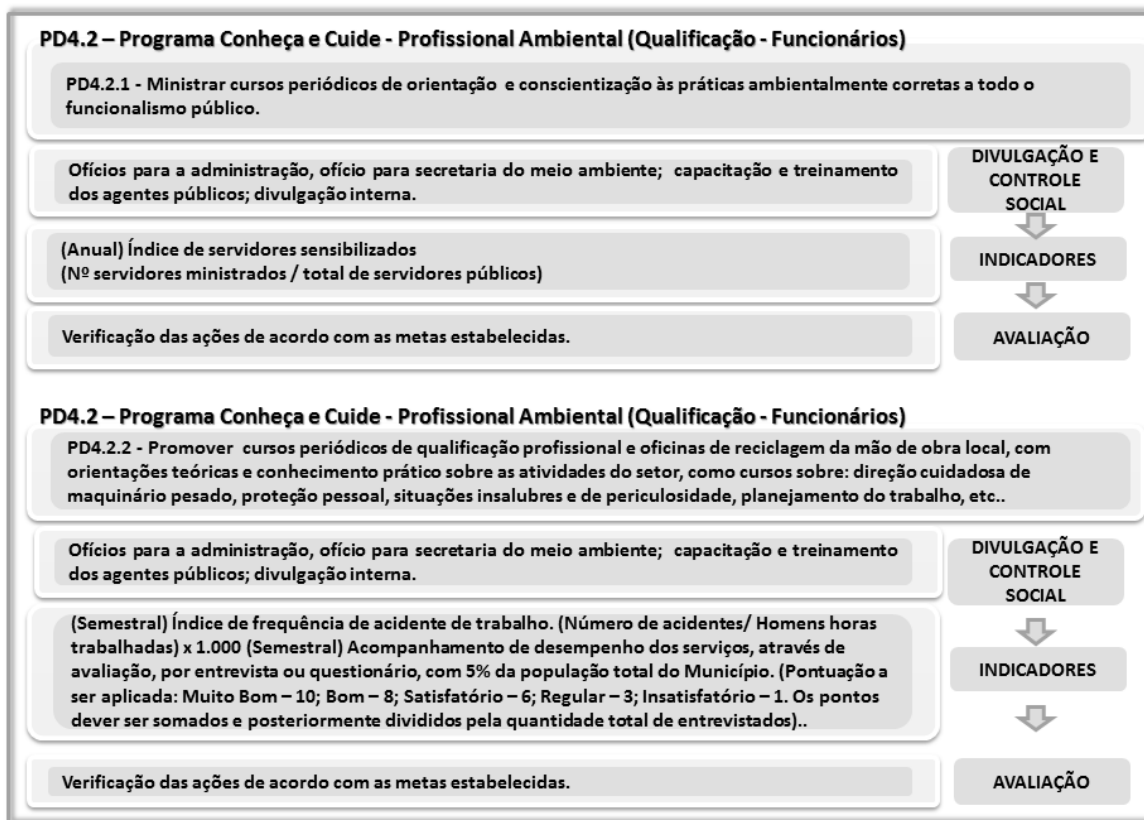 PD4.2 – Programa Conheça e Cuide - Profissional Ambiental (Qualificação - Funcionários)
PD4.2.1 - Ministrar cursos periódicos de orientação e conscientização às práticas ambientalmente corretas a todo o
funcionalismo público.
Ofícios para a administração, ofício para secretaria do meio ambiente; capacitação e treinamento
dos agentes públicos; divulgação interna.
DIVULGAÇÃO E
CONTROLE
SOCIAL
(Anual) Índice de servidores sensibilizados
(Nº servidores ministrados / total de servidores públicos)
INDICADORES
Verificação das ações de acordo com as metas estabelecidas.
AVALIAÇÃO
PD4.2 – Programa Conheça e Cuide - Profissional Ambiental (Qualificação - Funcionários)
PD4.2.2 - Promover cursos periódicos de qualificação profissional e oficinas de reciclagem da mão de obra local, com
orientações teóricas e conhecimento prático sobre as atividades do setor, como cursos sobre: direção cuidadosa de
maquinário pesado, proteção pessoal, situações insalubres e de periculosidade, planejamento do trabalho, etc..
Ofícios para a administração, ofício para secretaria do meio ambiente; capacitação e treinamento
dos agentes públicos; divulgação interna.
DIVULGAÇÃO E
CONTROLE
SOCIAL
(Semestral) Índice de frequência de acidente de trabalho. (Número de acidentes/ Homens horas
trabalhadas) x 1.000 (Semestral) Acompanhamento de desempenho dos serviços, através de
avaliação, por entrevista ou questionário, com 5% da população total do Município. (Pontuação a
ser aplicada: Muito Bom – 10; Bom – 8; Satisfatório – 6; Regular – 3; Insatisfatório – 1. Os pontos
dever ser somados e posteriormente divididos pela quantidade total de entrevistados)..
INDICADORES
Verificação das ações de acordo com as metas estabelecidas.
AVALIAÇÃO